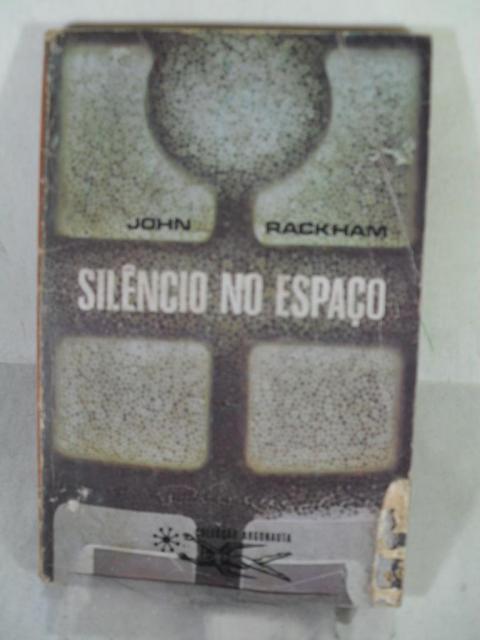 JOHN RACKHAM
SILÊNCIO NO ESPAÇO
COLECÇÃO ARGONAUTA